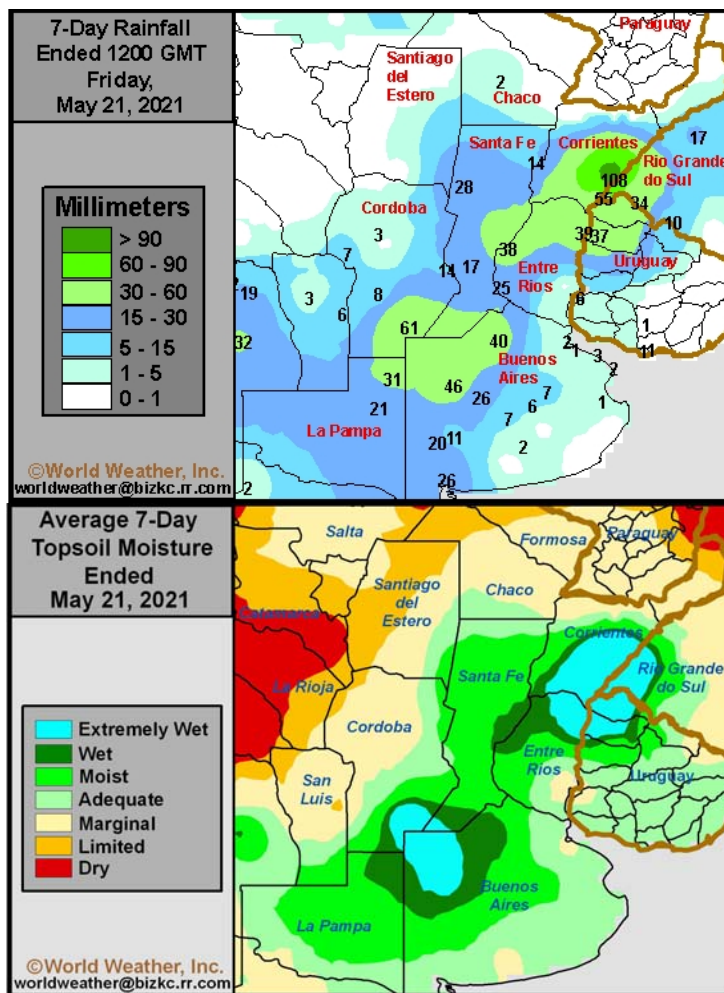 7-Day Rainfall
Ended 1200 GMT
Friday,
May 21, 2021
Millimeters
> 90
60 - 90
30 - 60
15 - 30
5 - 15
1 - 5
0 - 1
©World Weather, Inc.
worldweather@bizkc.rr.com
Paraguay
Santiago
del
Estero
2
Chaco
17
Santa Fe
Corrientes
14
Rio Grande
do Sul
108
28
55
34
Cordoba
10
3
39
37
38
7
Entre
Rios
Uruguay
14
17
2
19
3
8
25
6
6
1
61
32
40
2
1
3
11
Buenos
Aires
2
31
46
26
7
6
1
21
7
La Pampa
20
11
2
26
2
Average 7-Day
Topsoil Moisture
Ended
May 21, 2021
Extremely Wet
Wet
Moist
Adequate
Marginal
Limited
Dry
©World Weather, Inc.
worldweather@bizkc.rr.com
Salta
Formosa
Paraguay
Santiago
del
Estero
Chaco
Catamarca
Corrientes
La Rioja
Santa Fe
Rio Grande
do Sul
Cordoba
Entre
Rios
Uruguay
San
Luis
Buenos
Aires
La Pampa